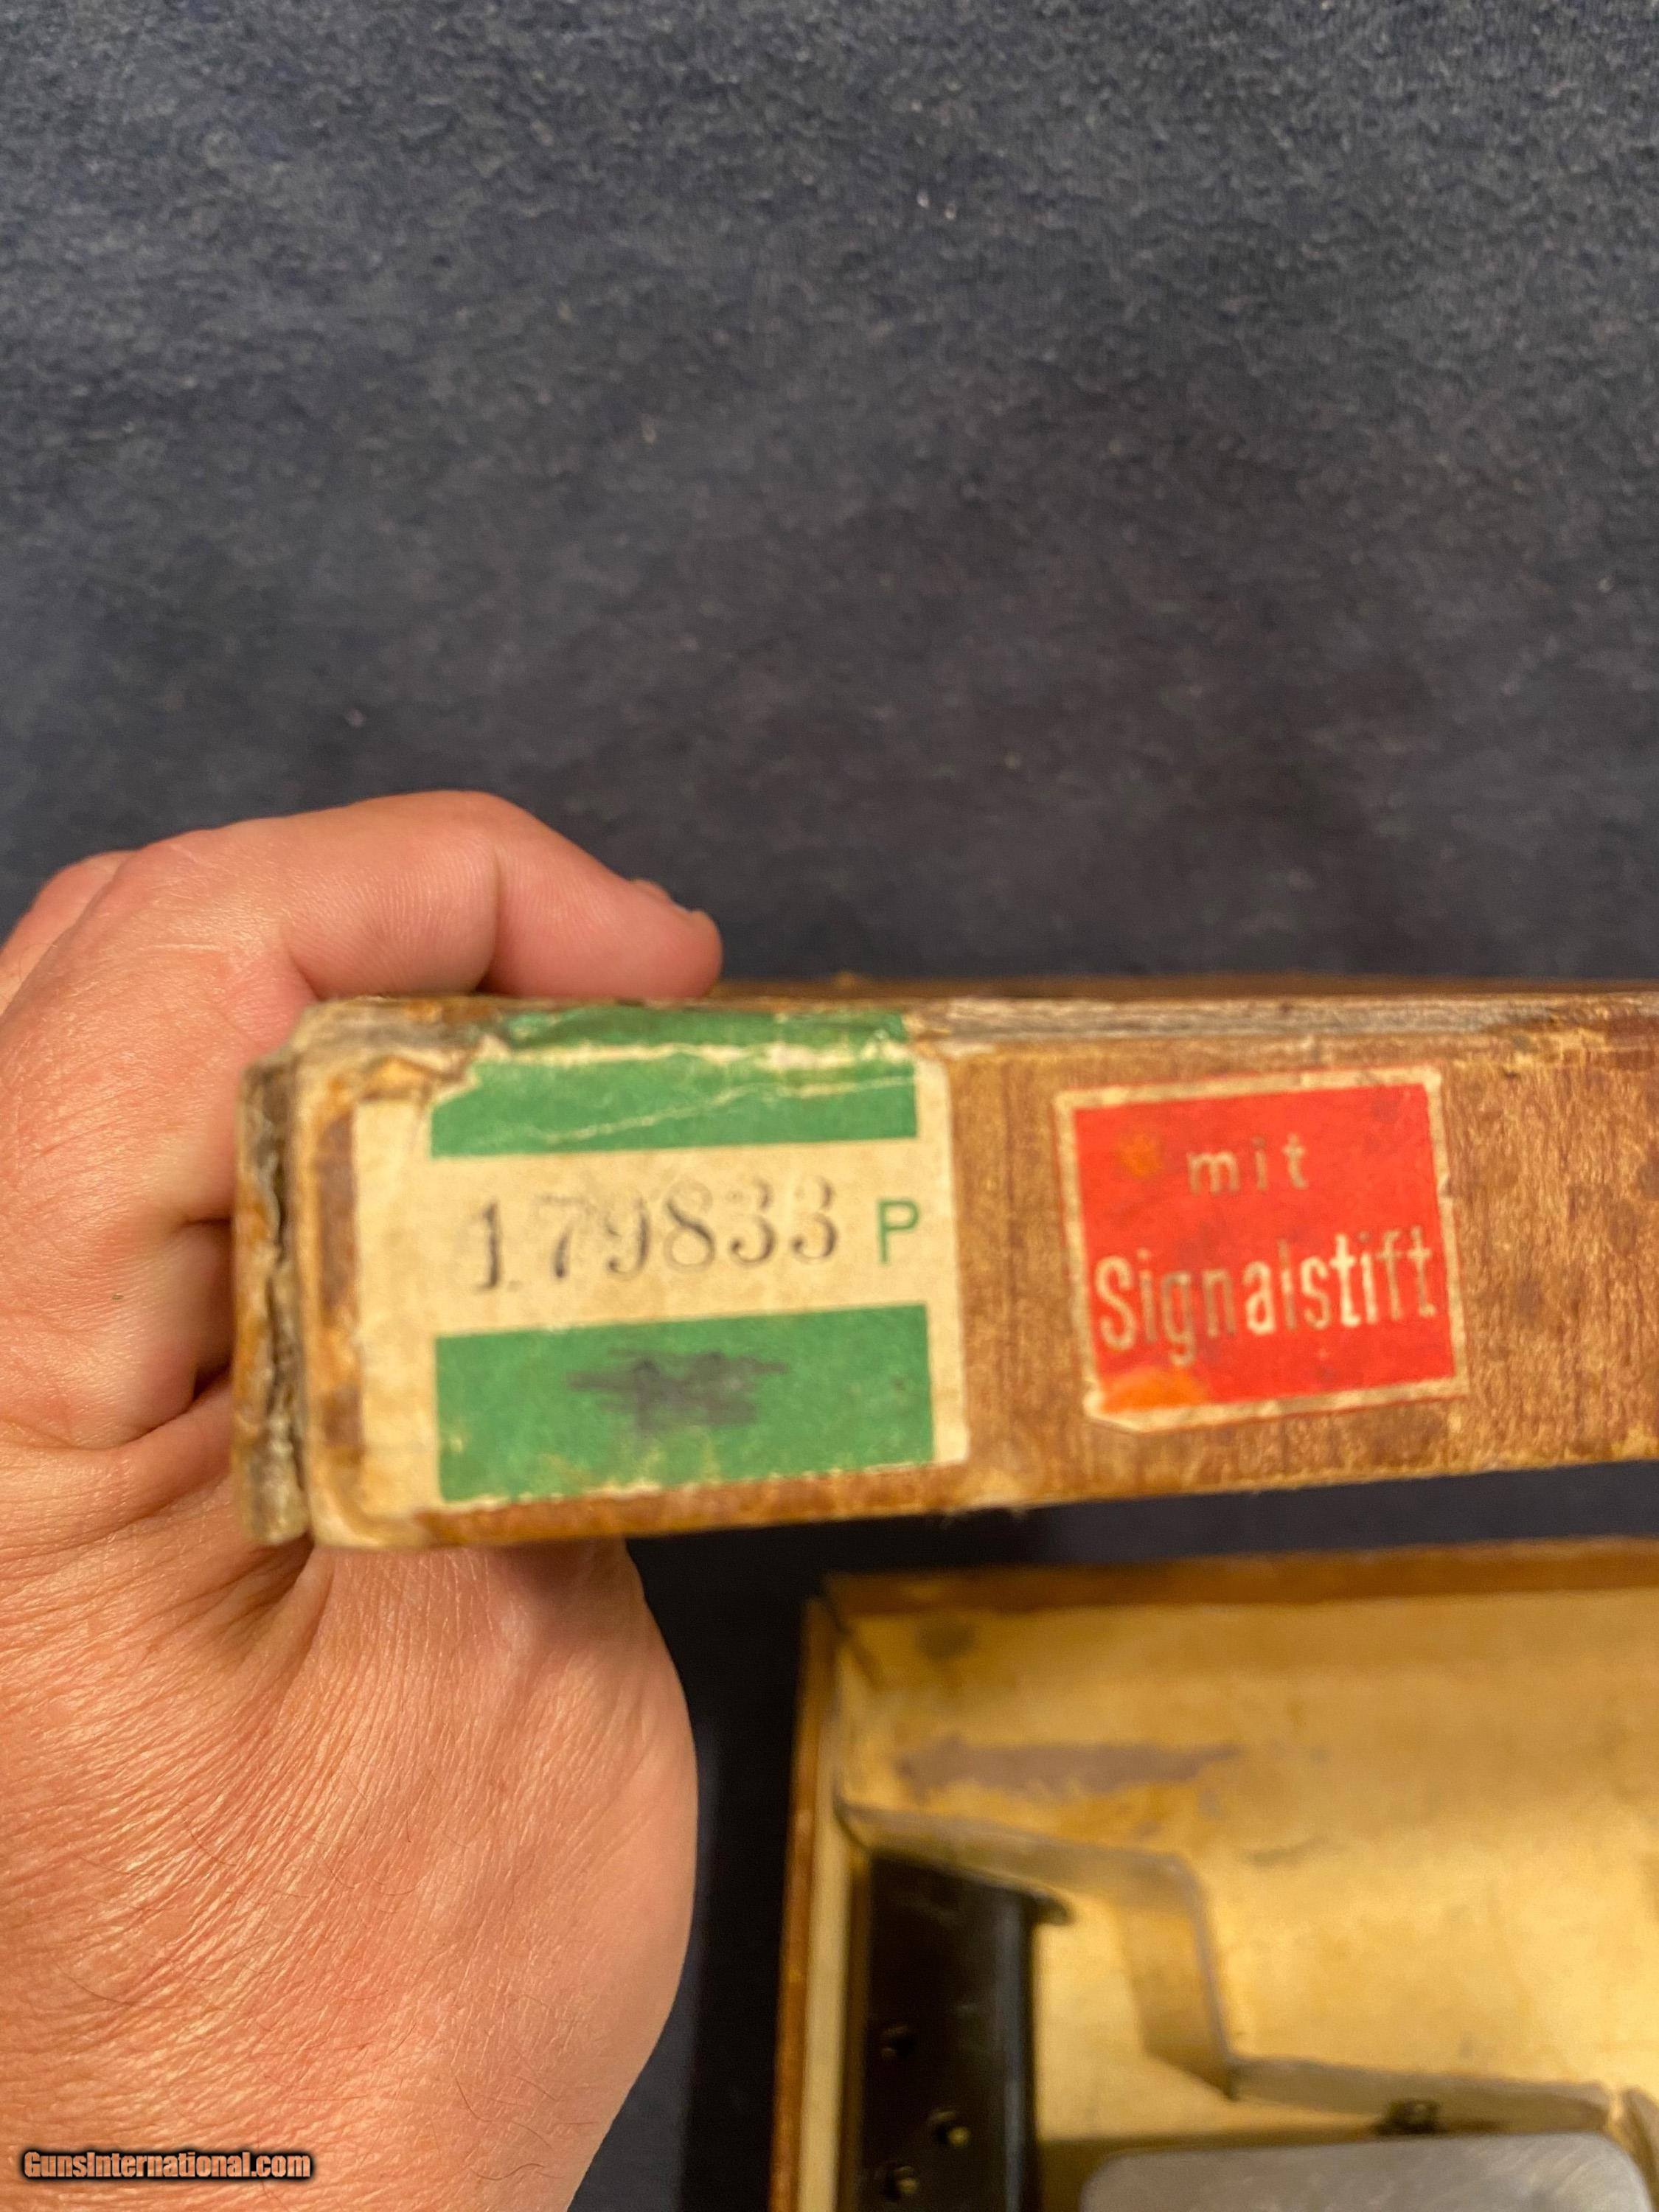 179833 P
mit
Signalstift
GunsInternational.com